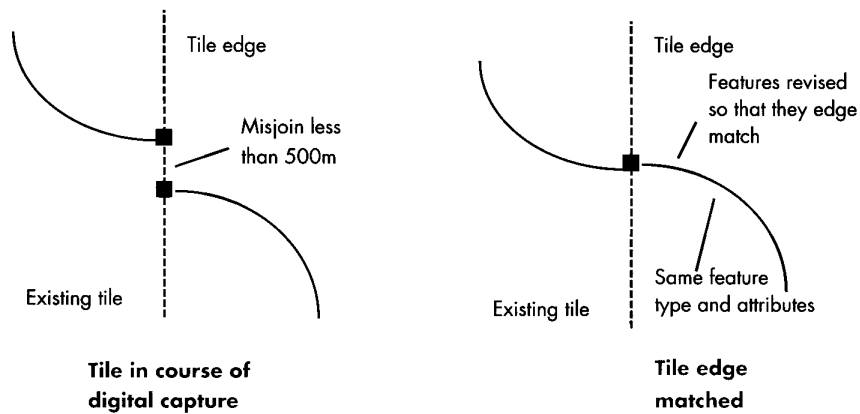 Tile edge
Misjoin less
than 500m
Existing tile
Tile in course of
digital capture
Tile edge
Features revised
so that they edge
match
Same feature
type and attributes
Existing tile
Tile edge
matched